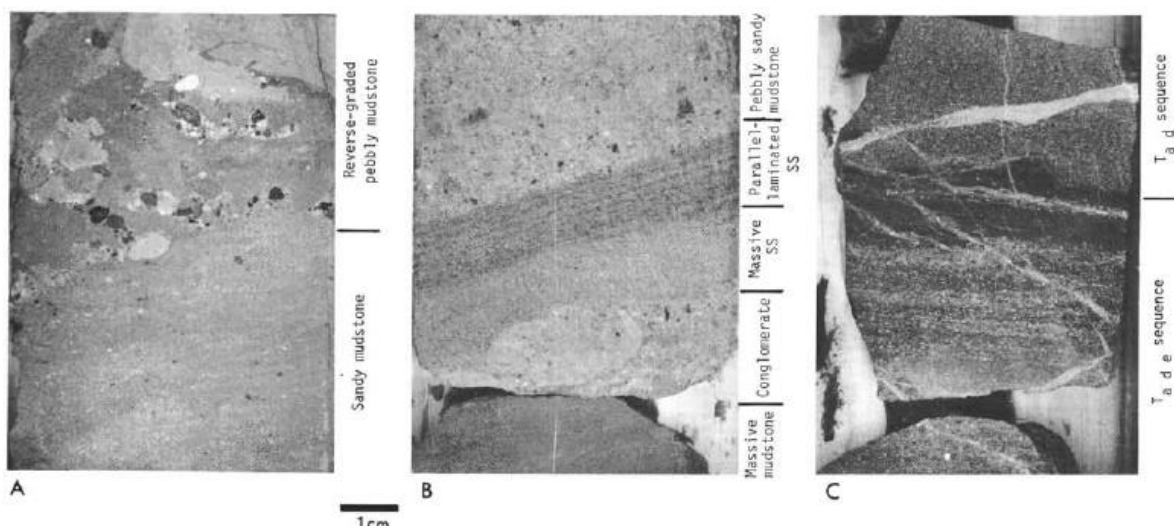 Reverse-graded
pebbly mudstone
Sandy mudstome
A
Pebbly sandy
mudstone
Parallel-
laminated
SS
Massive
SS
Conglomerate
Massive
mudstone
B
T a d sequence
T a d e sequence
C
1cm